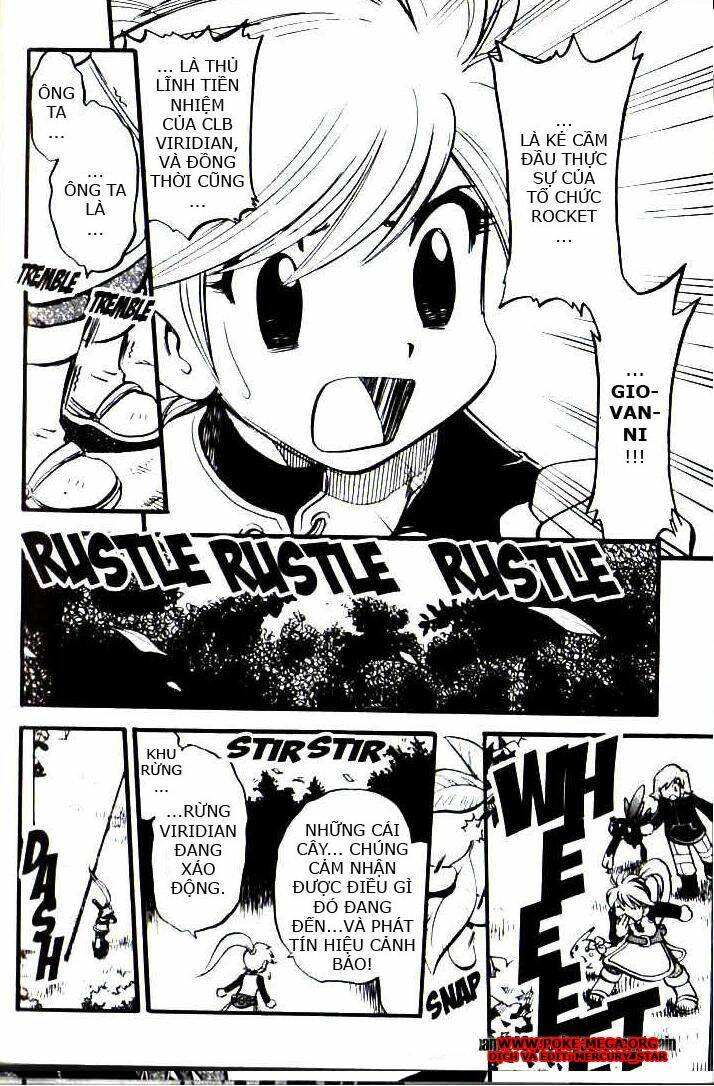 ÔNG
TA
...
...
ÔNG TA
LÀ
...
... LÀ THỦ
LĨNH TIỀN
NHIỆM
CỦA CLB
VIRIDIAN,
VÀ ĐỒNG
THỜI CŨNG
...
...
LÀ KẺ CẦM
ĐẦU THỰC
SỰ CỦA
TỔ CHỨC
ROCKET
...
...
GIO-
VAN-
NI
!!!
TREMBLE
TREMBLE
RUSTLE RUSTLE RUSTLE
DASH
KHU
RỪNG
...
...RỪNG
VIRIDIAN
ĐANG
XÁO
ĐỘNG.
STIR STIR
NHỮNG CÁI
CÂY... CHÚNG
CẢM NHẬN
ĐƯỢC ĐIỀU GÌ
ĐÓ ĐANG
ĐẾN...VÀ PHÁT
TÍN HIỆU CẢNH
BÁO!
SNAP
WHEEEET
WWW.POKE-MEGA.ORG
DỊCH VÀ EDIT: MERCURY STAR